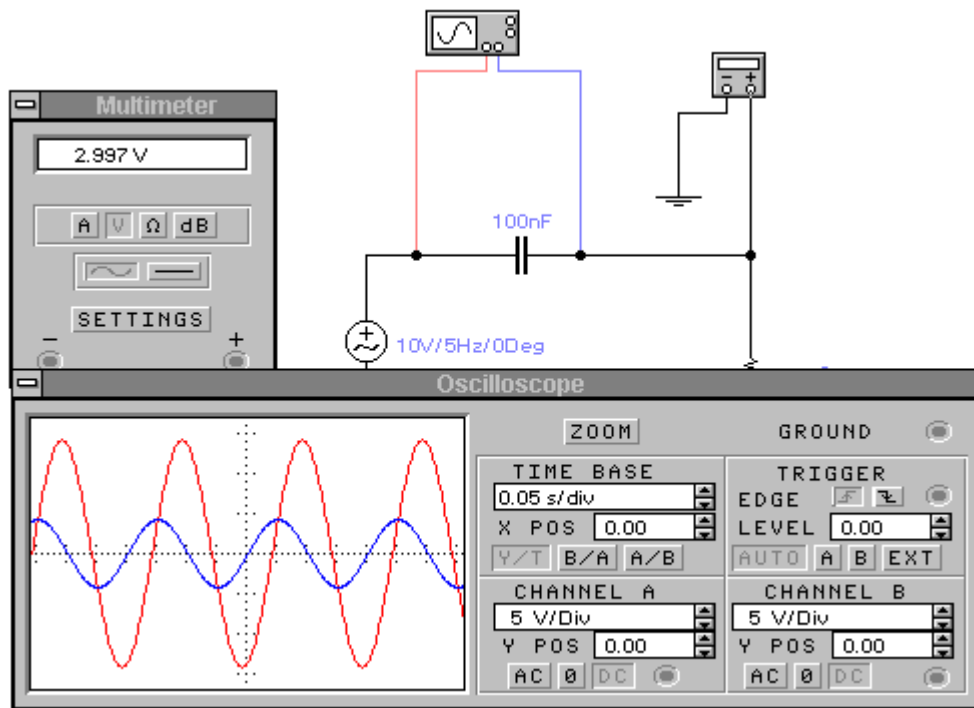 Multimeter
2.997 V
A V Ω dB
SETTINGS
− +
− +
100nF
10V/5Hz/0Deg
Oscilloscope
ZOOM GROUND
TIME BASE
0.05 s/div
X POS 0.00
Y/T B/A A/B
TRIGGER
EDGE
LEVEL 0.00
AUTO A B EXT
CHANNEL A
5 V/Div
Y POS 0.00
AC 0 DC
CHANNEL B
5 V/Div
Y POS 0.00
AC 0 DC